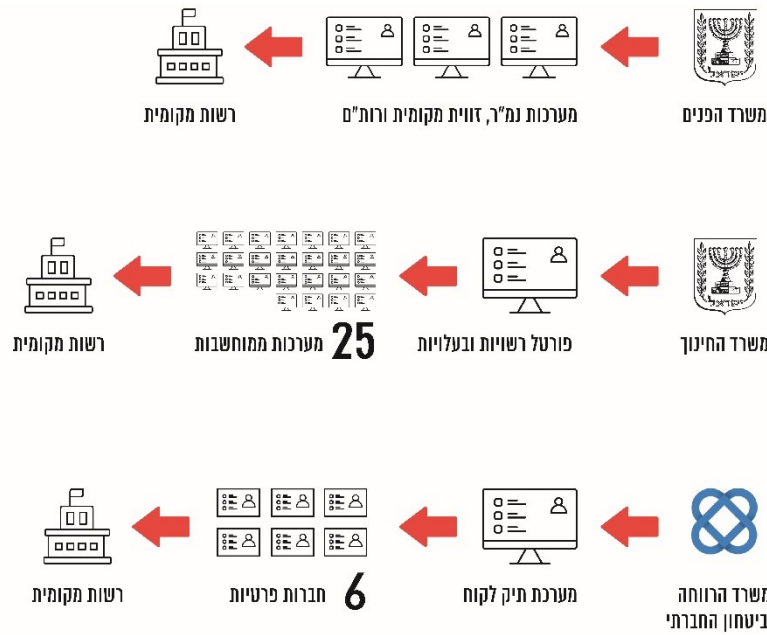 משרד הפנים
מערכות נמ"ר, זווית מקומית ורות"ם
רשות מקומית
משרד החינוך
פורטל רשויות ובעלויות
25 מערכות ממוחשבות
רשות מקומית
משרד הרווחה
ביטחון החברתי
מערכת תיק לקוח
6 חברות פרטיות
רשות מקומית